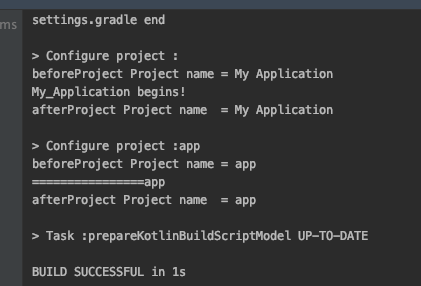 ms
settings.gradle end
> Configure project :
beforeProject Project name = My Application
My_Application begins!
afterProject Project name  = My Application
> Configure project :app
beforeProject Project name = app
================app
afterProject Project name  = app
> Task :prepareKotlinBuildScriptModel UP-TO-DATE
BUILD SUCCESSFUL in 1s